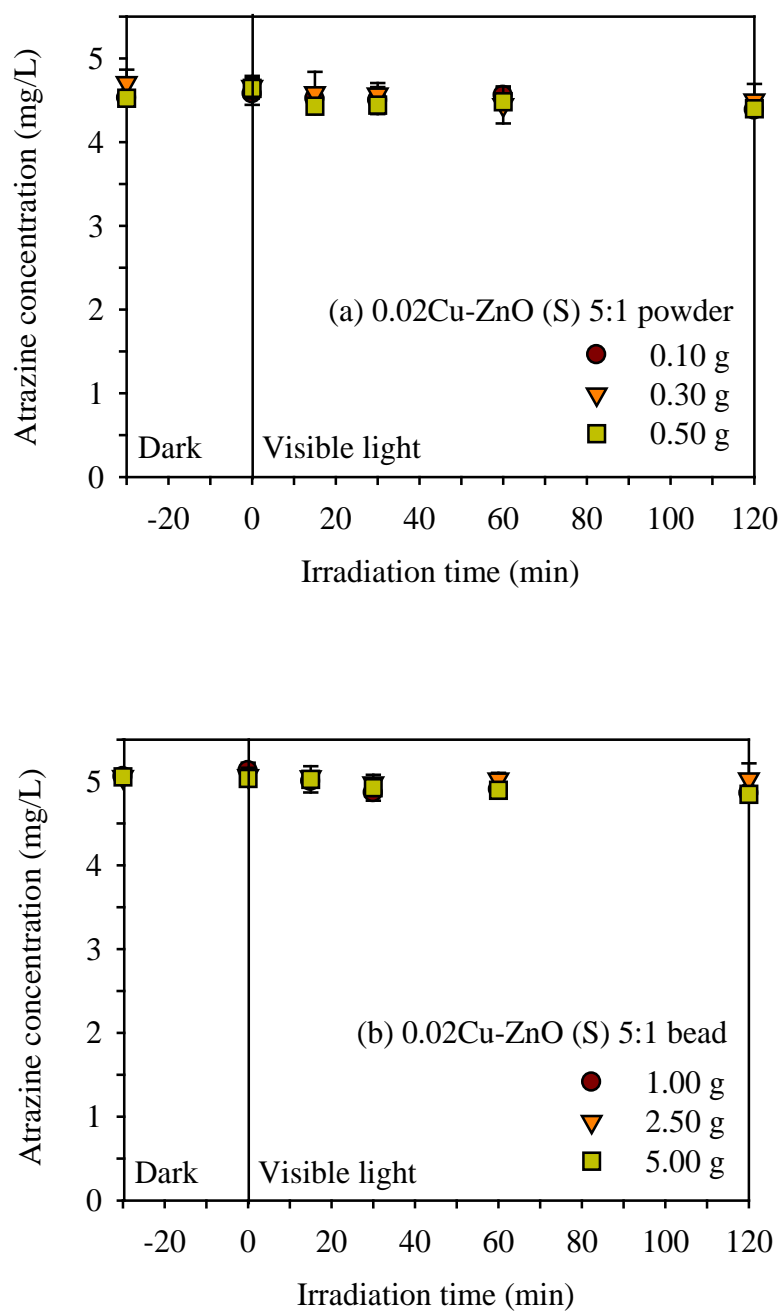 5
4
3
2
1
0
Atrazine concentration (mg/L)
(a) 0.02Cu-ZnO (S) 5:1 powder
0.10 g
0.30 g
0.50 g
Dark
Visible light
-20 0 20 40 60 80 100 120
Irradiation time (min)
5
4
3
2
1
0
Atrazine concentration (mg/L)
(b) 0.02Cu-ZnO (S) 5:1 bead
1.00 g
2.50 g
5.00 g
Dark
Visible light
-20 0 20 40 60 80 100 120
Irradiation time (min)